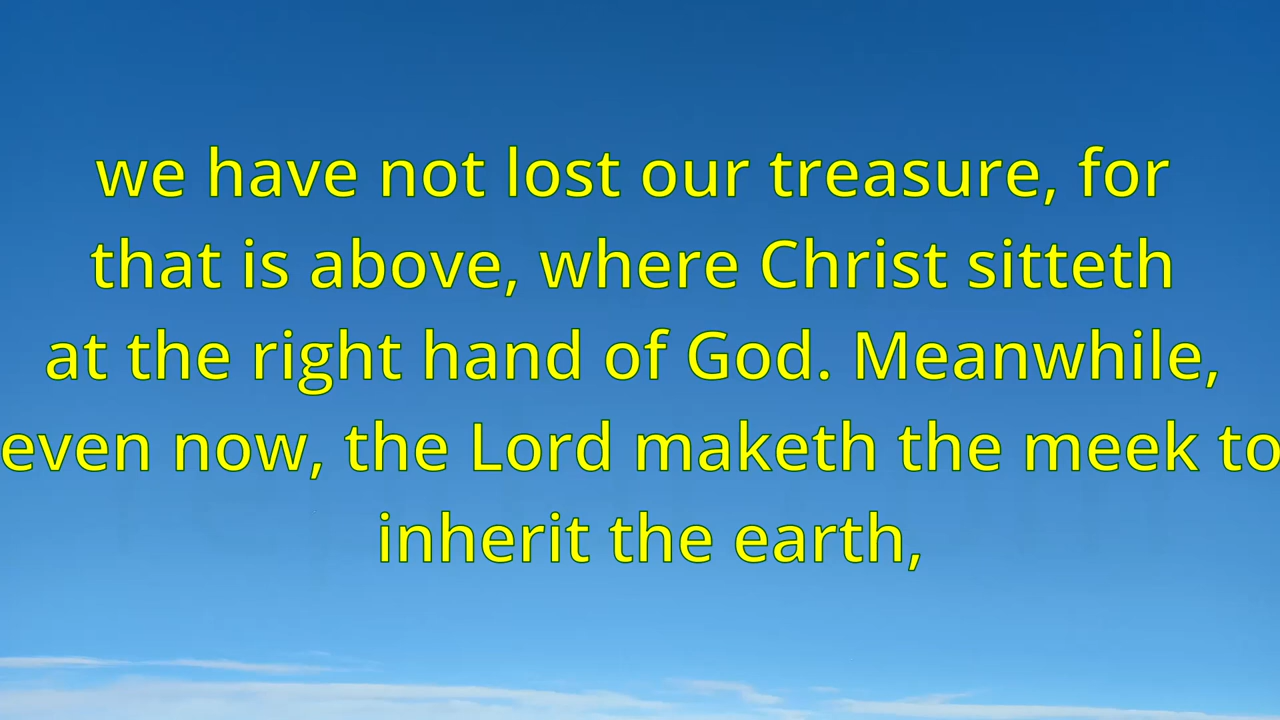 we have not lost our treasure, for
that is above, where Christ sitteth
at the right hand of God. Meanwhile,
even now, the Lord maketh the meek to
inherit the earth,